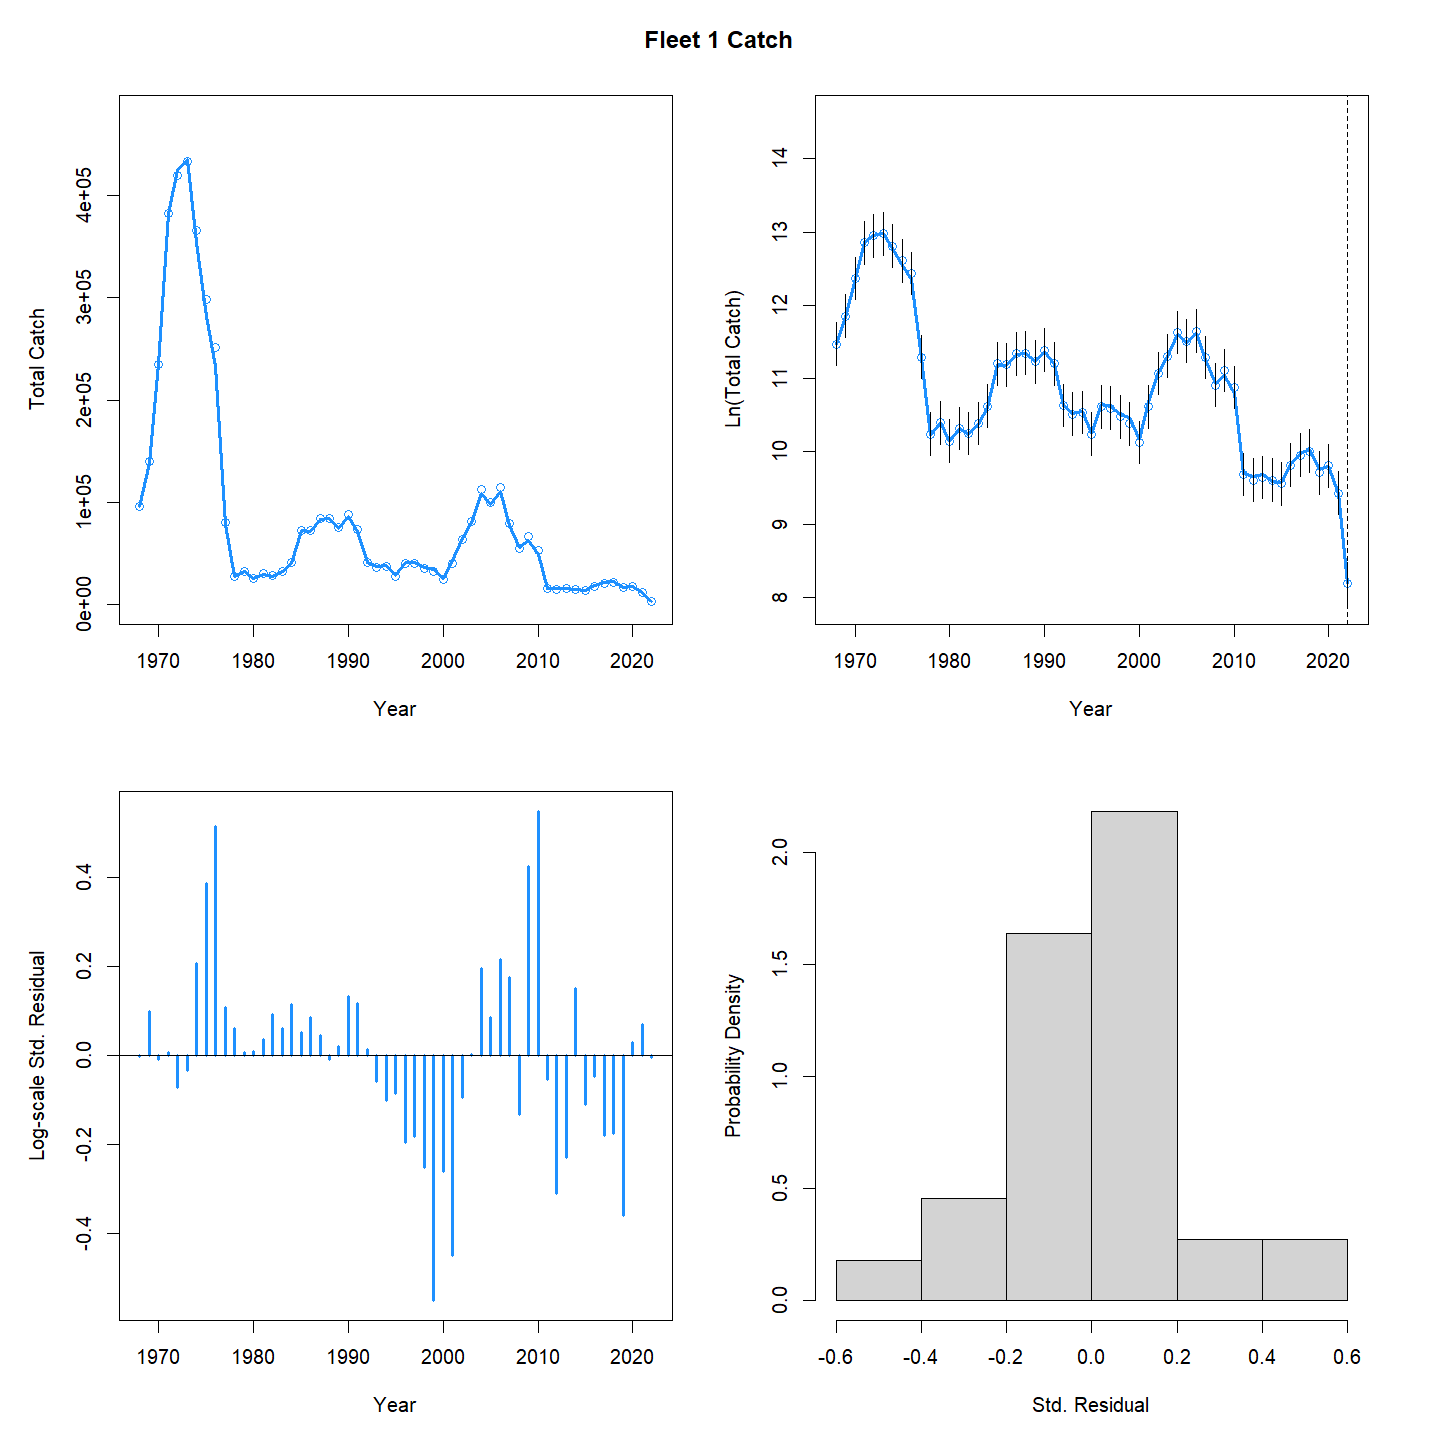 Fleet 1 Catch
Total Catch
4e+05
3e+05
2e+05
1e+05
0e+00
1970 1980 1990 2000 2010 2020
Year
Ln(Total Catch)
14
13
12
11
10
9
8
1970 1980 1990 2000 2010 2020
Year
Log-scale Std. Residual
0.4
0.2
0.0
-0.2
-0.4
1970 1980 1990 2000 2010 2020
Year
Probability Density
2.0
1.5
1.0
0.5
0.0
-0.6 -0.4 -0.2 0.0 0.2 0.4 0.6
Std. Residual